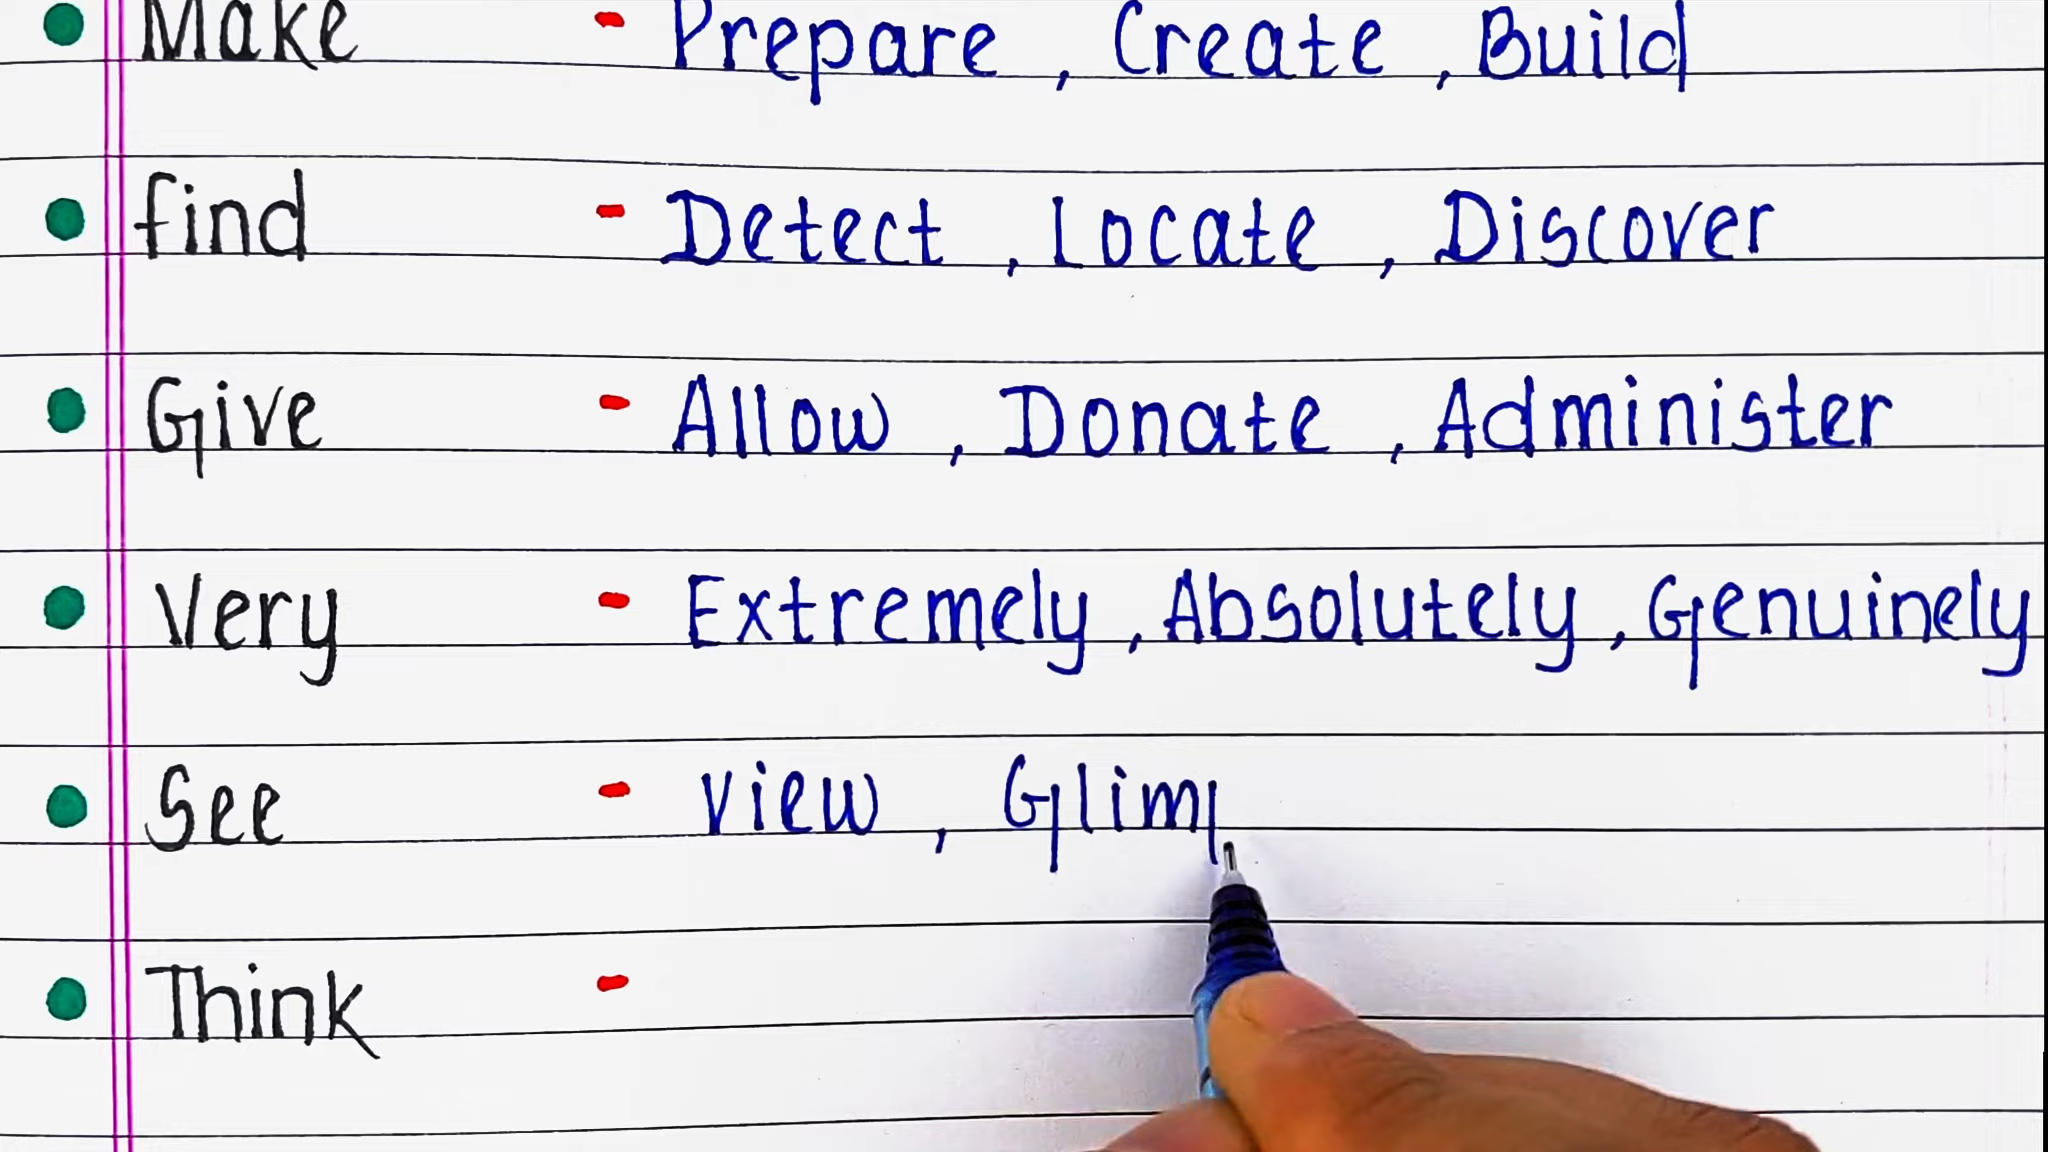 Make - Prepare , Create , Build
find - Detect , Locate , Discover
Give - Allow , Donate , Administer
Very - Extremely , Absolutely , Genuinely
See - View , Glimp
Think -